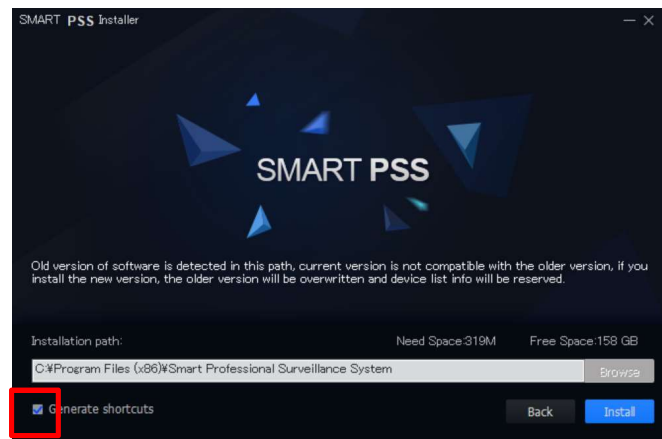 SMART PSS Installer
SMART PSS
Old version of software is detected in this path, current version is not compatible with the older version, if you
install the new version, the older version will be overwritten and device list info will be reserved.
Installation path: Need Space:319M Free Space:158 GB
C:¥Program Files (x86)¥Smart Professional Surveillance System Browse
Generate shortcuts Back Install